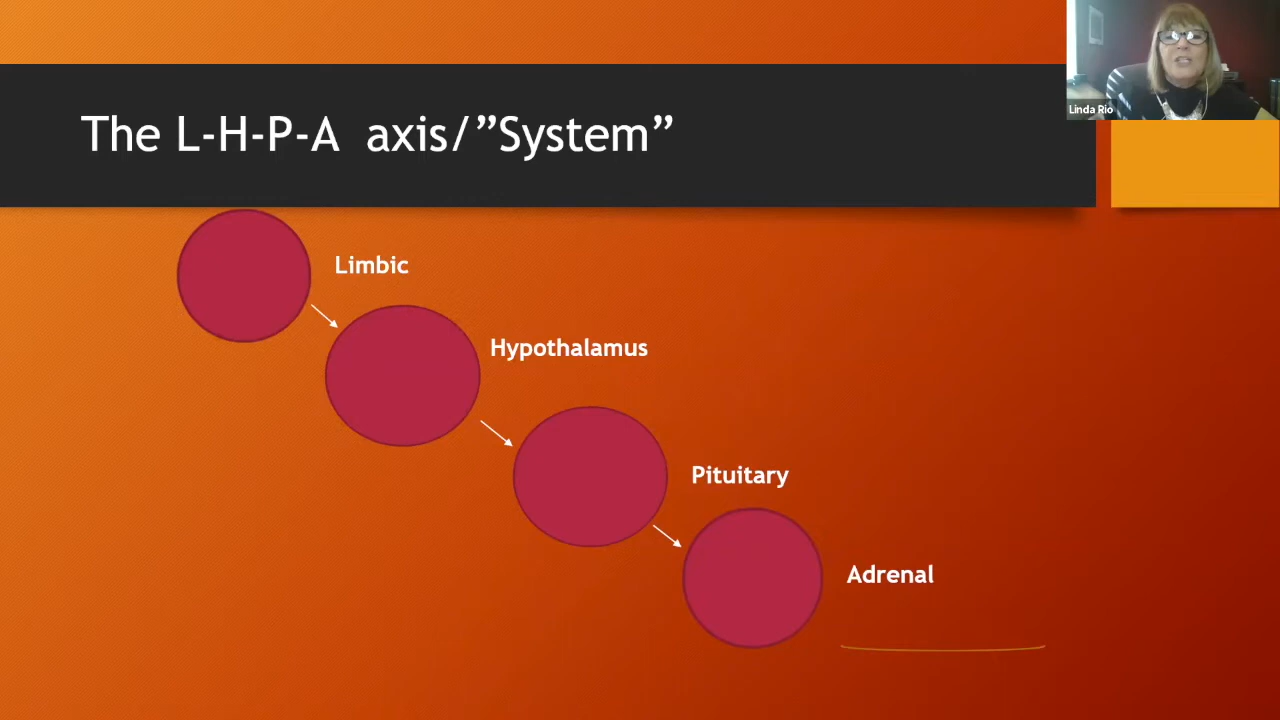 The L-H-P-A axis/”System”
Linda Rio
Limbic
Hypothalamus
Pituitary
Adrenal